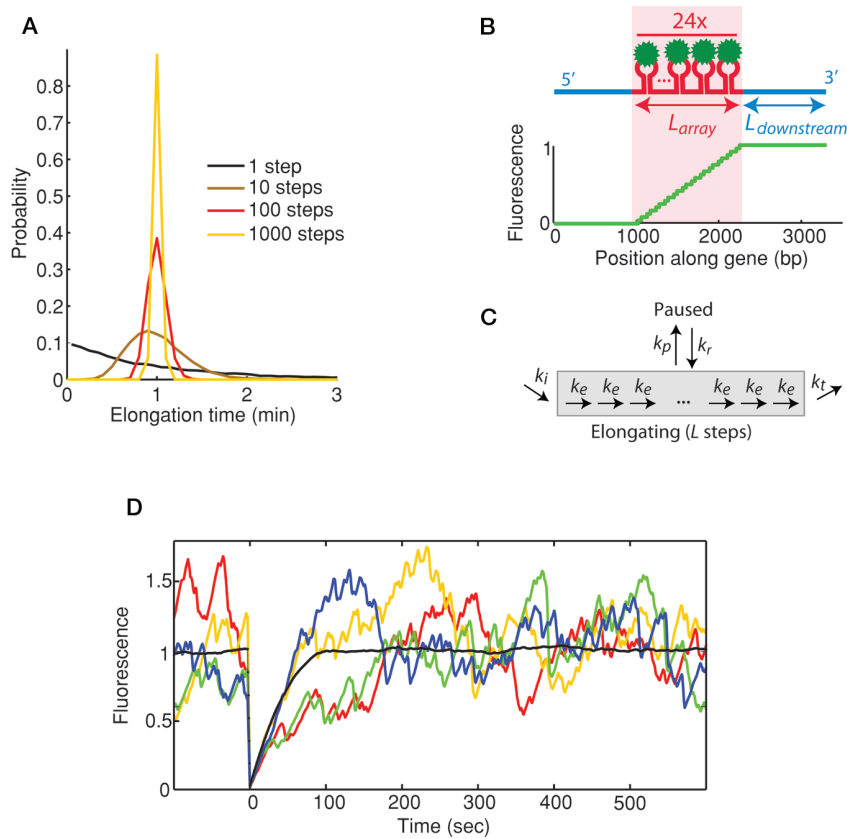 A
Probability
0.8
0.7
0.6
0.5
0.4
0.3
0.2
0.1
0
0 1 2 3
Elongation time (min)
1 step
10 steps
100 steps
1000 steps
B
24x
5′ ... 3′
L array L downstream
Fluorescence
1
0
0 1000 2000 3000
Position along gene (bp)
C
Paused
kp kr
ki ke ke ke ke ke ke kt
...
Elongating (L steps)
D
Fluorescence
1.5
1
0.5
0
0 100 200 300 400 500
Time (sec)